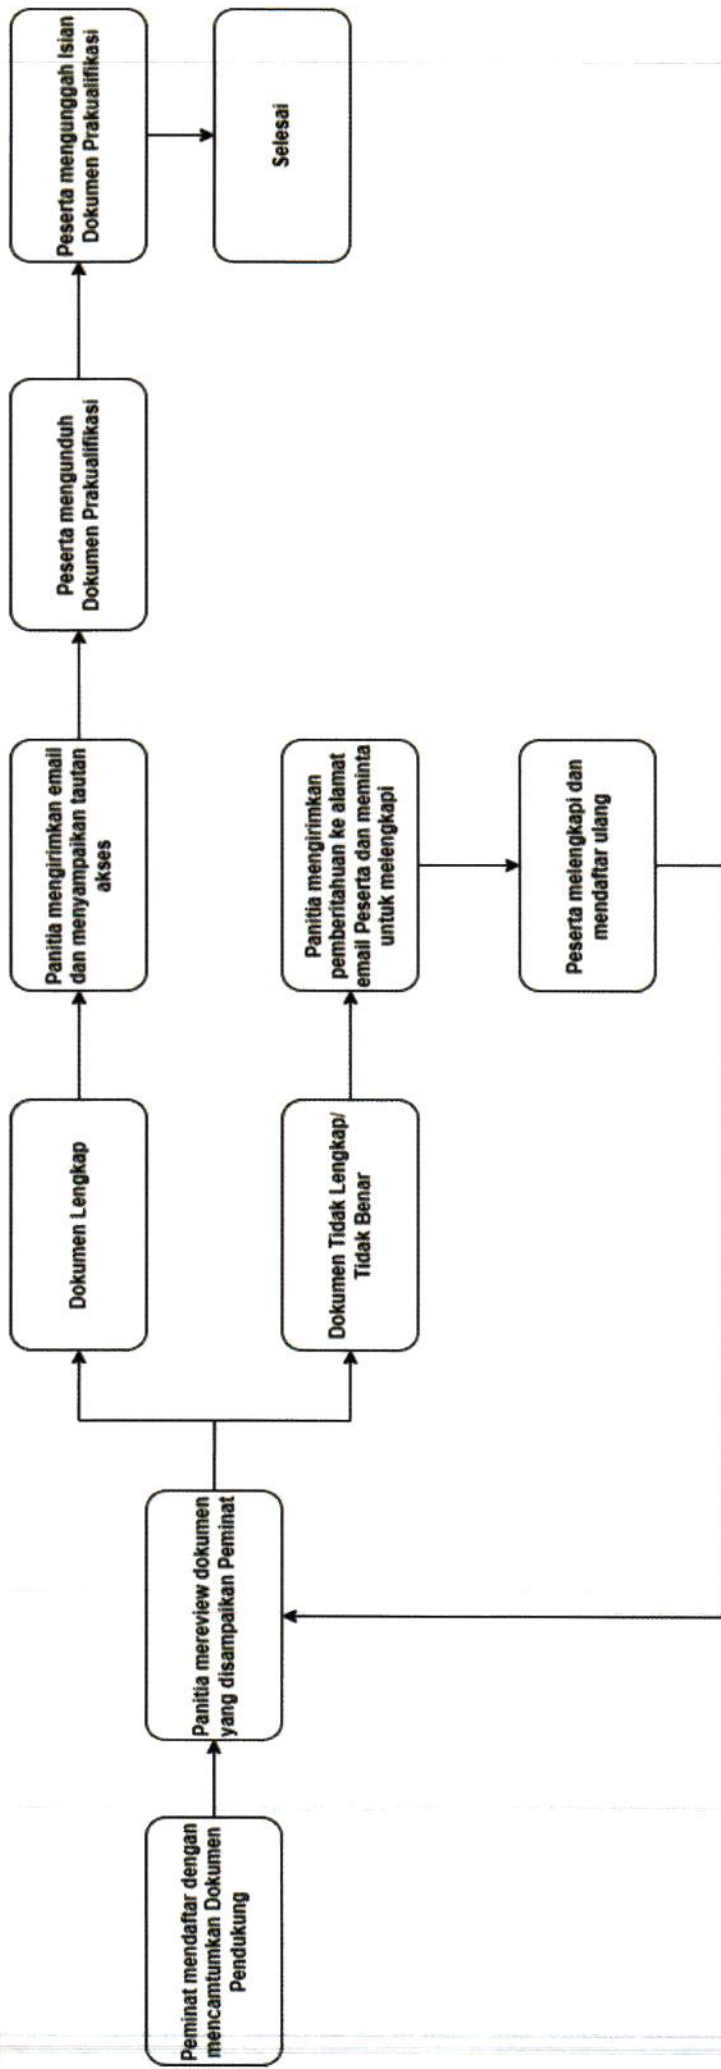 Peminat mendaftar dengan
mencamtumkan Dokumen
Pendukung
Panitia mereview dokumen
yang disampaikan Peminat
Dokumen Lengkap
Panitia mengirimkan email
dan menyampaikan tautan
akses
Peserta mengunduh
Dokumen Prakualifikasi
Peserta mengunggah Isian
Dokumen Prakualifikasi
Selesai
Dokumen Tidak Lengkap/
Tidak Benar
Panitia mengirimkan
pemberitahuan ke alamat
email Peserta dan meminta
untuk melengkapi
Peserta melengkapi dan
mendaftar ulang